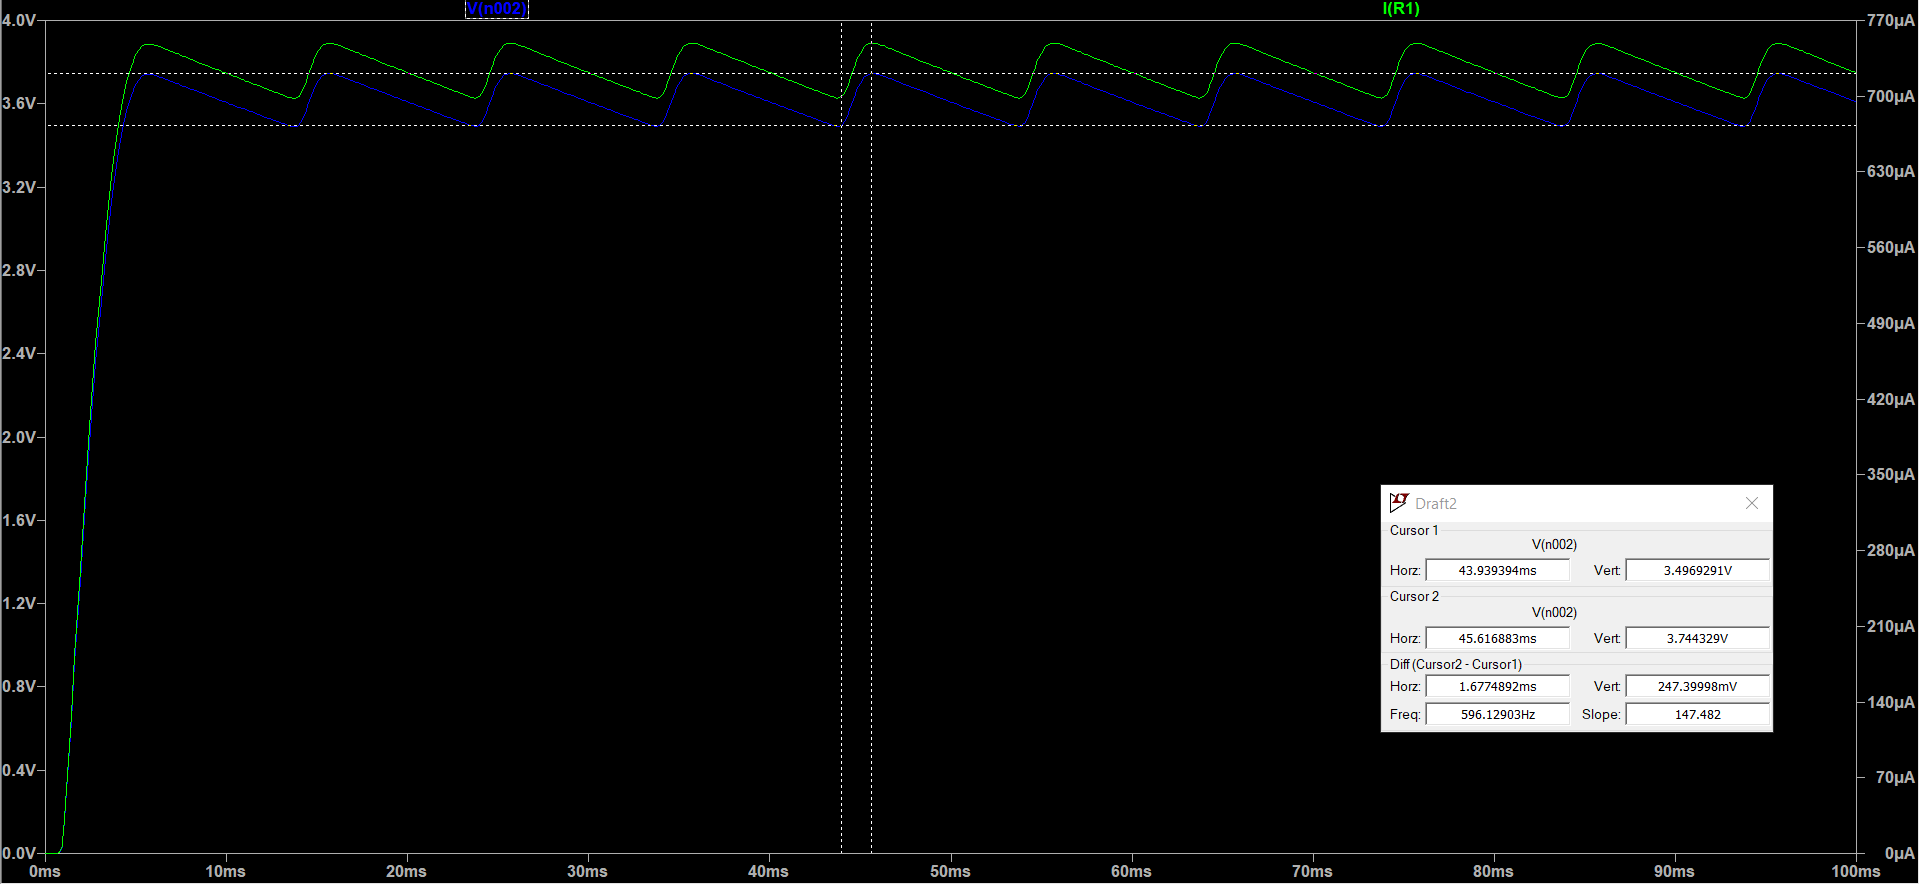 V(n002) I(R1)
4.0V 770µA
3.6V 700µA
3.2V 630µA
2.8V 560µA
2.4V 490µA
2.0V 420µA
1.6V 350µA
1.2V 280µA
0.8V 210µA
0.4V 140µA
0.0V 70µA
0µA
0ms 10ms 20ms 30ms 40ms 50ms 60ms 70ms 80ms 90ms 100ms
Draft2
Cursor 1
V(n002)
Horz: 43.939394ms Vert: 3.4969291V
Cursor 2
V(n002)
Horz: 45.616883ms Vert: 3.744329V
Diff (Cursor2 - Cursor1)
Horz: 1.6774892ms Vert: 247.39998mV
Freq: 596.12903Hz Slope: 147.482